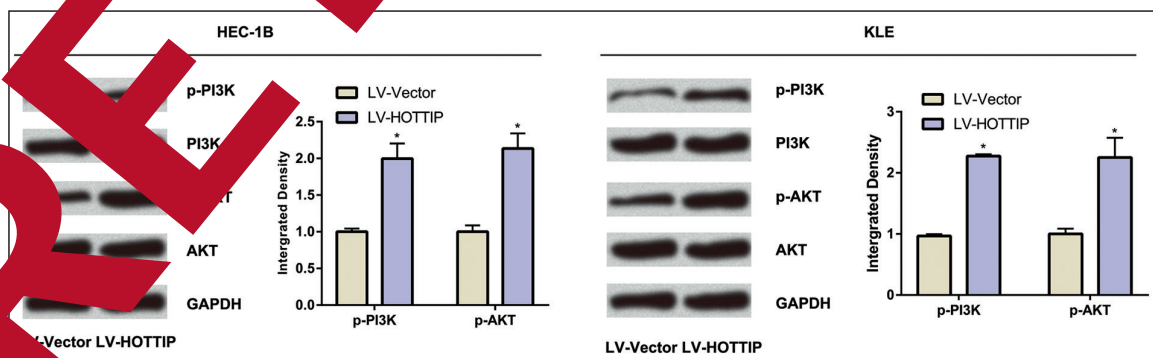 HEC-1B
p-PI3K
PI3K
AKT
GAPDH
LV-Vector LV-HOTTIP
LV-Vector
LV-HOTTIP
Intergrated Density
2.5
2.0
1.5
1.0
0.5
0.0
*
*
p-PI3K
p-AKT
KLE
p-PI3K
PI3K
p-AKT
AKT
GAPDH
LV-Vector LV-HOTTIP
LV-Vector
LV-HOTTIP
Intergrated Density
3
2
1
0
*
*
p-PI3K
p-AKT